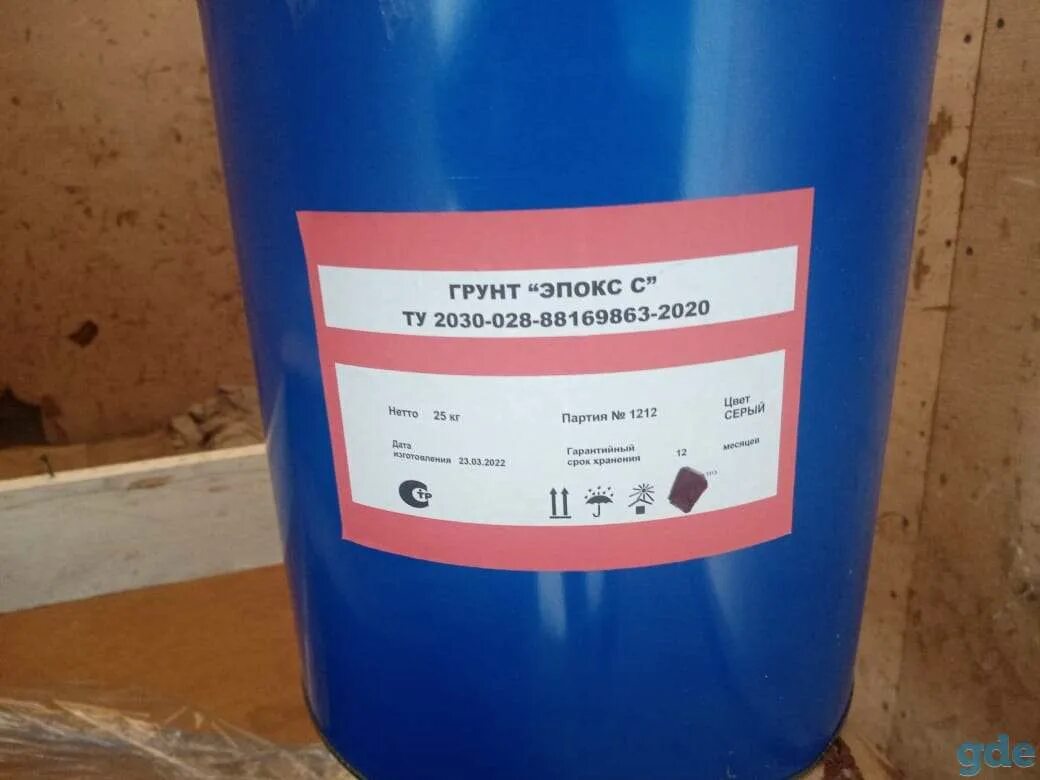 ГРУНТ “ЭПОКС С”
ТУ 2030-028-88169863-2020
Нетто 25 кг
Партия № 1212
Цвет
СЕРЫЙ
Дата
изготовления 23.03.2022
Гарантийный
срок хранения 12 месяцев
СТР
gde